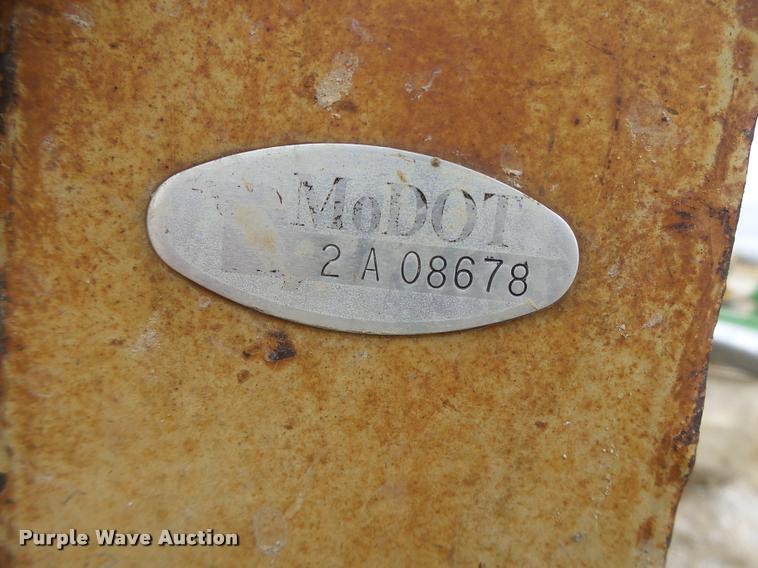 MoDOT
2 A 08678
Purple Wave Auction